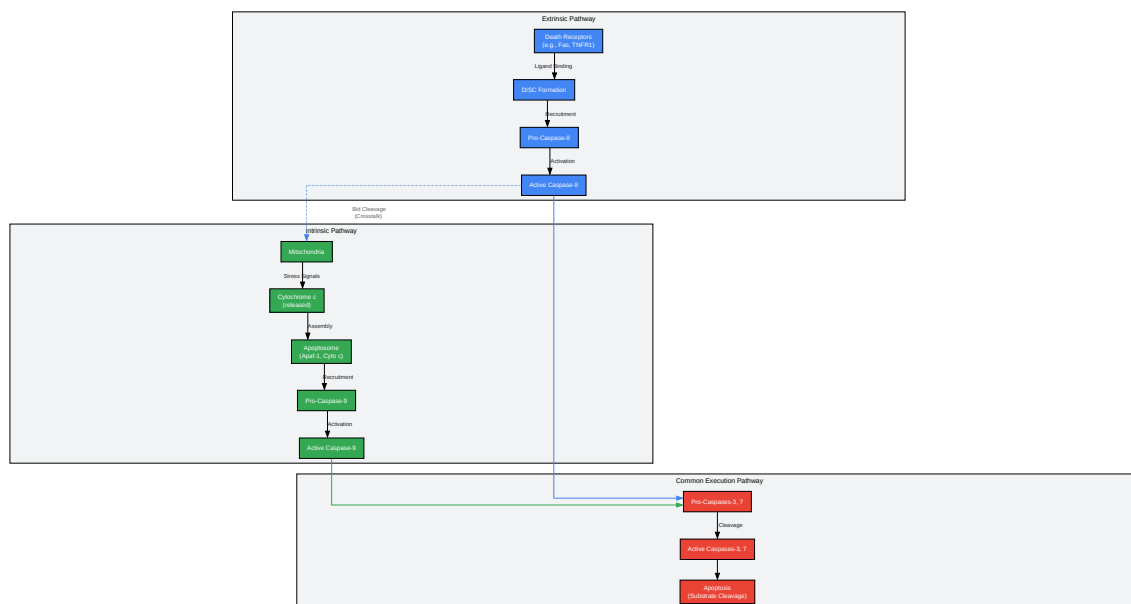 Extrinsic Pathway
Death Receptors
(e.g., Fas, TNFR1)
Ligand Binding
DISC Formation
Recruitment
Pro-Caspase-8
Activation
Active Caspase-8
Bid Cleavage
(Crosstalk)
Intrinsic Pathway
Mitochondria
Stress Signals
Cytochrome c
(released)
Assembly
Apoptosome
(Apaf-1, Cyto c)
Recruitment
Pro-Caspase-9
Activation
Active Caspase-9
Common Execution Pathway
Pro-Caspases-3, 7
Cleavage
Active Caspases-3, 7
Apoptosis
(Substrate Cleavage)